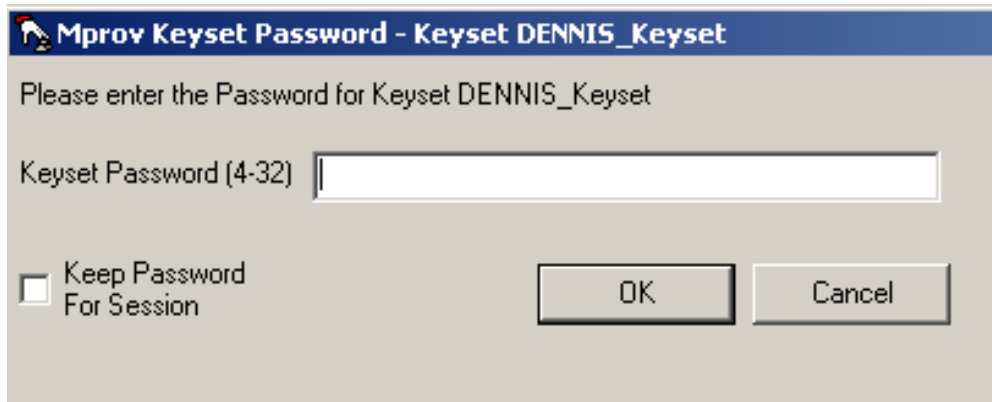 Mprov Keyset Password - Keyset DENNIS_Keyset
Please enter the Password for Keyset DENNIS_Keyset
Keyset Password (4-32)
Keep Password
For Session
OK
Cancel